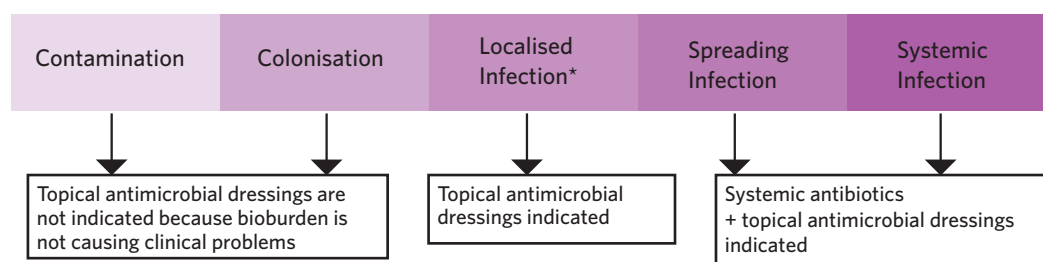 Contamination
Colonisation
Localised
Infection*
Spreading
Infection
Systemic
Infection
Topical antimicrobial dressings are
not indicated because bioburden is
not causing clinical problems
Topical antimicrobial
dressings indicated
Systemic antibiotics
+ topical antimicrobial dressings
indicated